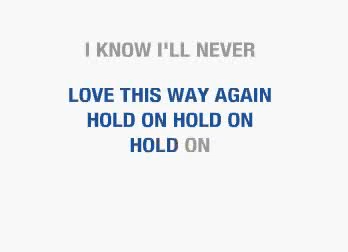 I KNOW I'LL NEVER
LOVE THIS WAY AGAIN
HOLD ON HOLD ON
HOLD ON